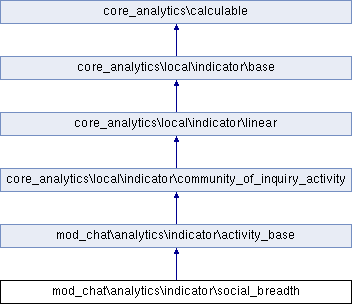 core_analytics\calculable
core_analytics\local\indicator\base
core_analytics\local\indicator\linear
core_analytics\local\indicator\community_of_inquiry_activity
mod_chat\analytics\indicator\activity_base
mod_chat\analytics\indicator\social_breadth